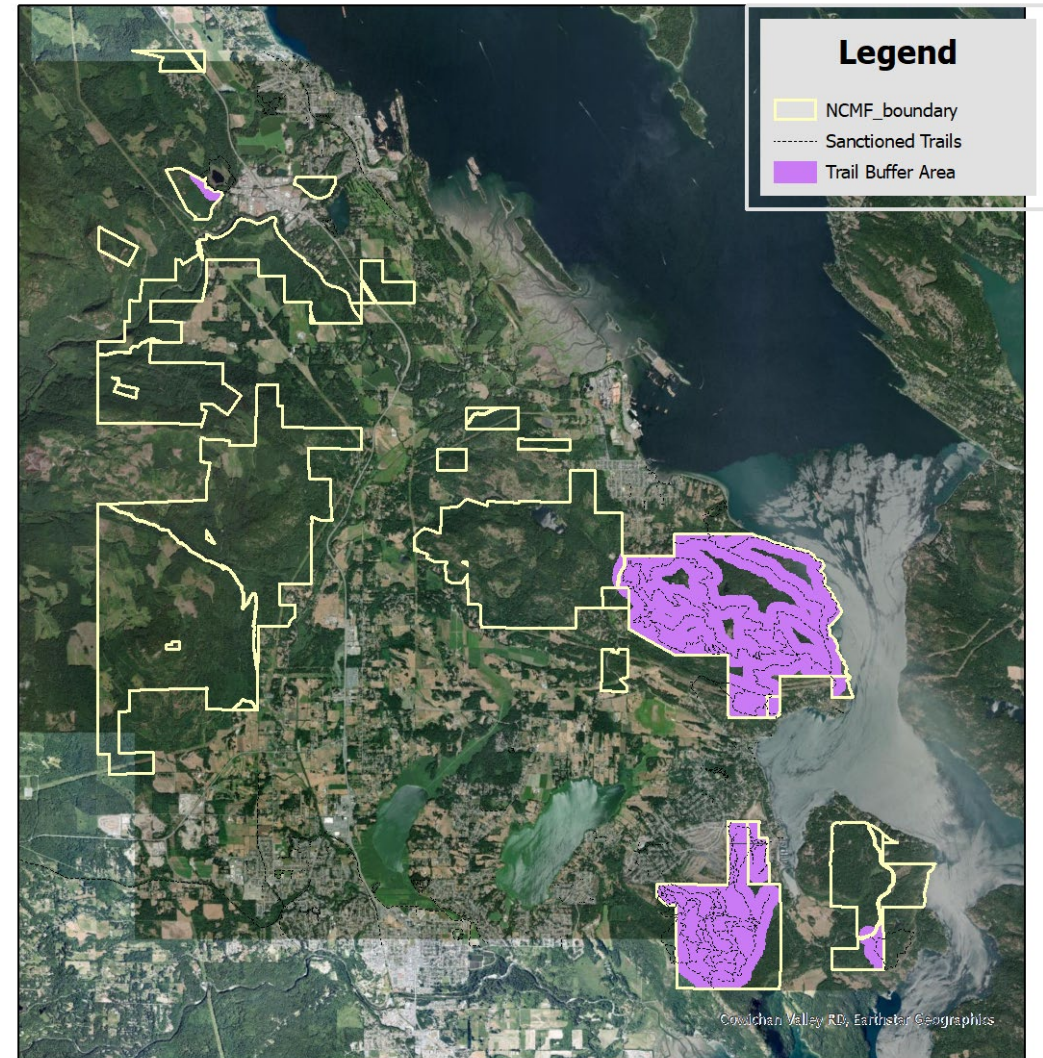 Legend
NCMF_boundary
Sanctioned Trails
Trail Buffer Area
Cowichan Valley RD, Earthstar Geographics